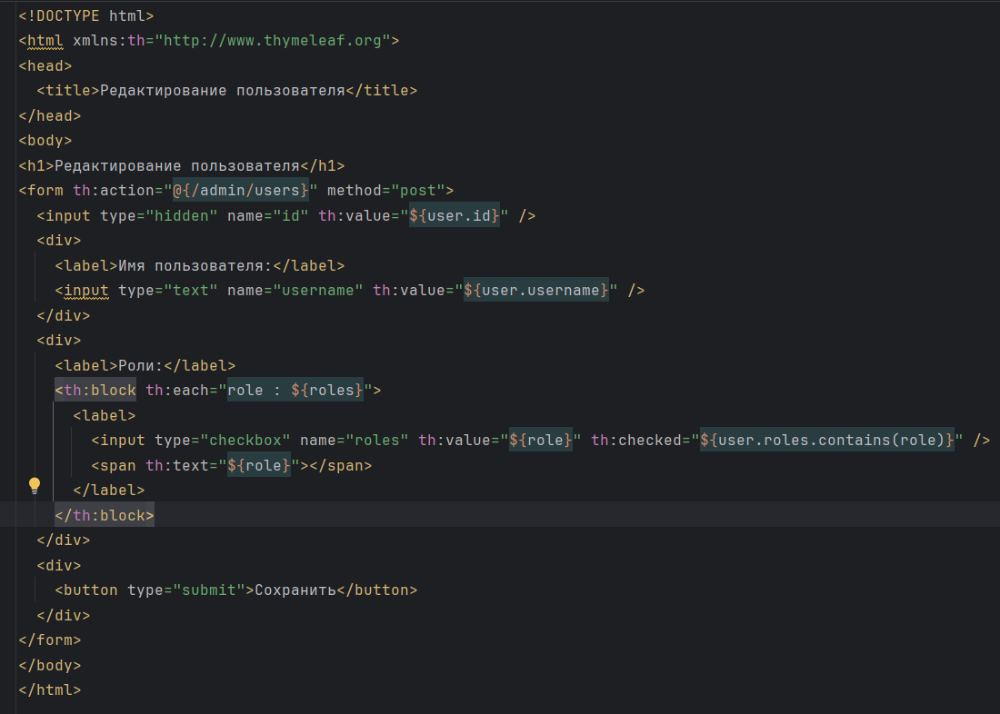 <!DOCTYPE html>
<html xmlns:th="http://www.thymeleaf.org">
<head>
  <title>Редактирование пользователя</title>
</head>
<body>
<h1>Редактирование пользователя</h1>
<form th:action="@{/admin/users}" method="post">
  <input type="hidden" name="id" th:value="${user.id}" />
  <div>
    <label>Имя пользователя:</label>
    <input type="text" name="username" th:value="${user.username}" />
  </div>
  <div>
    <label>Роли:</label>
    <th:block th:each="role : ${roles}">
      <label>
        <input type="checkbox" name="roles" th:value="${role}" th:checked="${user.roles.contains(role)}" />
        <span th:text="${role}"></span>
      </label>
    </th:block>
  </div>
  <div>
    <button type="submit">Сохранить</button>
  </div>
</form>
</body>
</html>